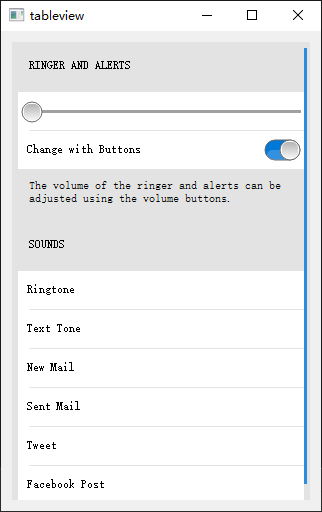 tableview
RINGER AND ALERTS
Change with Buttons
The volume of the ringer and alerts can be
adjusted using the volume buttons.
SOUNDS
Ringtone
Text Tone
New Mail
Sent Mail
Tweet
Facebook Post